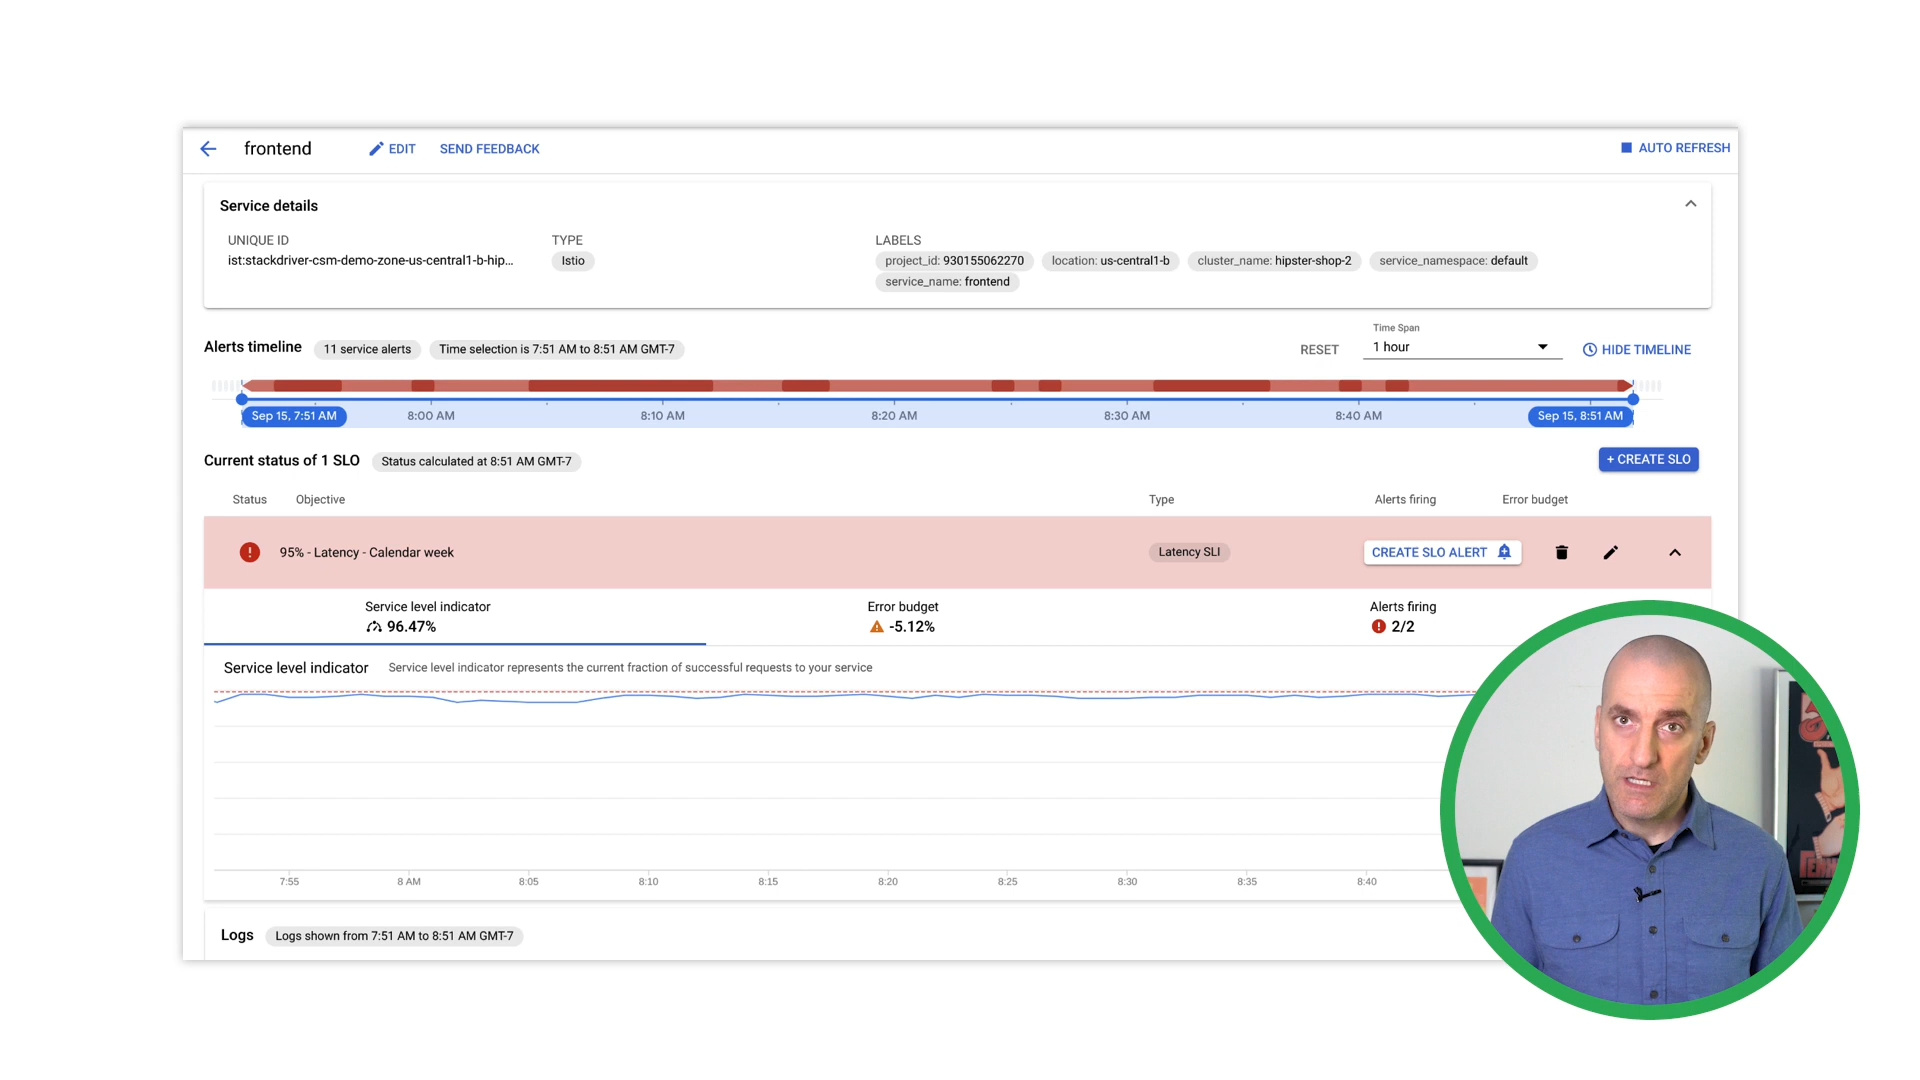 frontend EDIT SEND FEEDBACK AUTO REFRESH
Service details
UNIQUE ID TYPE LABELS
ist:stackdriver-csm-demo-zone-us-central1-b-hip... Istio project_id: 930155062270 location: us-central1-b cluster_name: hipster-shop-2 service_namespace: default
service_name: frontend
Time Span
Alerts timeline 11 service alerts Time selection is 7:51 AM to 8:51 AM GMT-7 RESET 1 hour HIDE TIMELINE
Sep 15, 7:51 AM 8:00 AM 8:10 AM 8:20 AM 8:30 AM 8:40 AM Sep 15, 8:51 AM
Current status of 1 SLO Status calculated at 8:51 AM GMT-7 + CREATE SLO
Status Objective Type Alerts firing Error budget
95% - Latency - Calendar week Latency SLI CREATE SLO ALERT
Service level indicator Error budget Alerts firing
96.47% -5.12% 2/2
Service level indicator Service level indicator represents the current fraction of successful requests to your service
7:55 8 AM 8:05 8:10 8:15 8:20 8:25 8:30 8:35 8:40
Logs Logs shown from 7:51 AM to 8:51 AM GMT-7